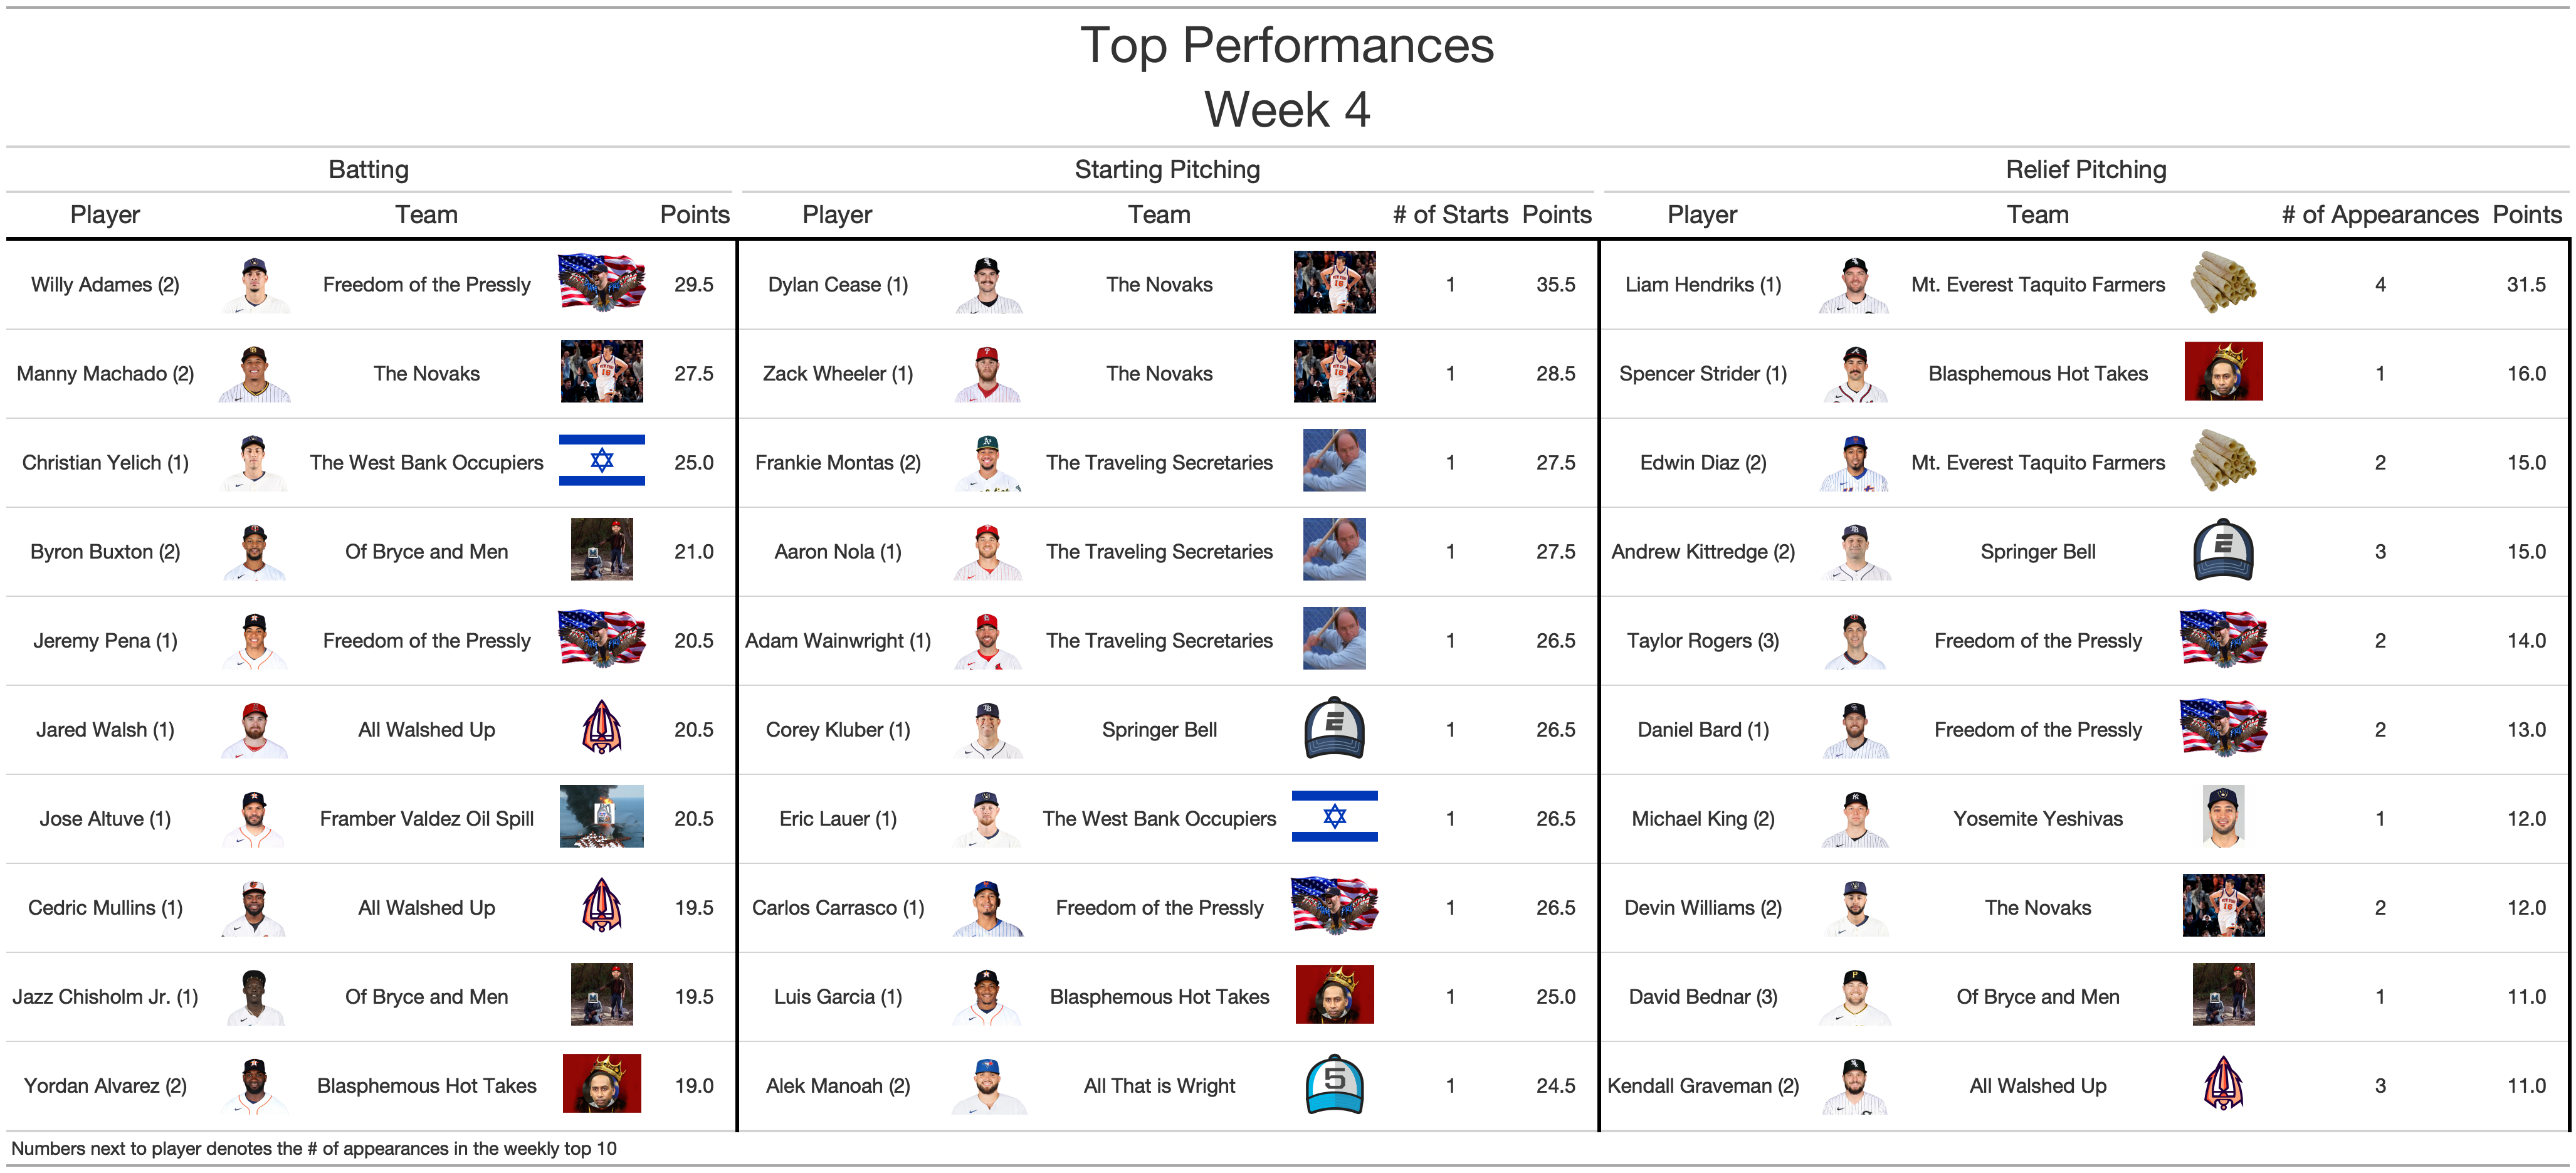 Top Performances
Week 4
Batting Starting Pitching Relief Pitching
Player Team Points Player Team # of Starts Points Player Team # of Appearances Points
Willy Adames (2) Freedom of the Pressly 29.5 Dylan Cease (1) The Novaks 1 35.5 Liam Hendriks (1) Mt. Everest Taquito Farmers 4 31.5
Manny Machado (2) The Novaks 27.5 Zack Wheeler (1) The Novaks 1 28.5 Spencer Strider (1) Blasphemous Hot Takes 1 16.0
Christian Yelich (1) The West Bank Occupiers 25.0 Frankie Montas (2) The Traveling Secretaries 1 27.5 Edwin Diaz (2) Mt. Everest Taquito Farmers 2 15.0
Byron Buxton (2) Of Bryce and Men 21.0 Aaron Nola (1) The Traveling Secretaries 1 27.5 Andrew Kittredge (2) Springer Bell E 3 15.0
Jeremy Pena (1) Freedom of the Pressly 20.5 Adam Wainwright (1) The Traveling Secretaries 1 26.5 Taylor Rogers (3) Freedom of the Pressly 2 14.0
Jared Walsh (1) All Walshed Up 20.5 Corey Kluber (1) Springer Bell E 1 26.5 Daniel Bard (1) Freedom of the Pressly 2 13.0
Jose Altuve (1) Framber Valdez Oil Spill 20.5 Eric Lauer (1) The West Bank Occupiers 1 26.5 Michael King (2) Yosemite Yeshivas 1 12.0
Cedric Mullins (1) All Walshed Up 19.5 Carlos Carrasco (1) Freedom of the Pressly 1 26.5 Devin Williams (2) The Novaks 2 12.0
Jazz Chisholm Jr. (1) Of Bryce and Men 19.5 Luis Garcia (1) Blasphemous Hot Takes 1 25.0 David Bednar (3) Of Bryce and Men 1 11.0
Yordan Alvarez (2) Blasphemous Hot Takes 19.0 Alek Manoah (2) All That is Wright 5 1 24.5 Kendall Graveman (2) All Walshed Up 3 11.0
Numbers next to player denotes the # of appearances in the weekly top 10